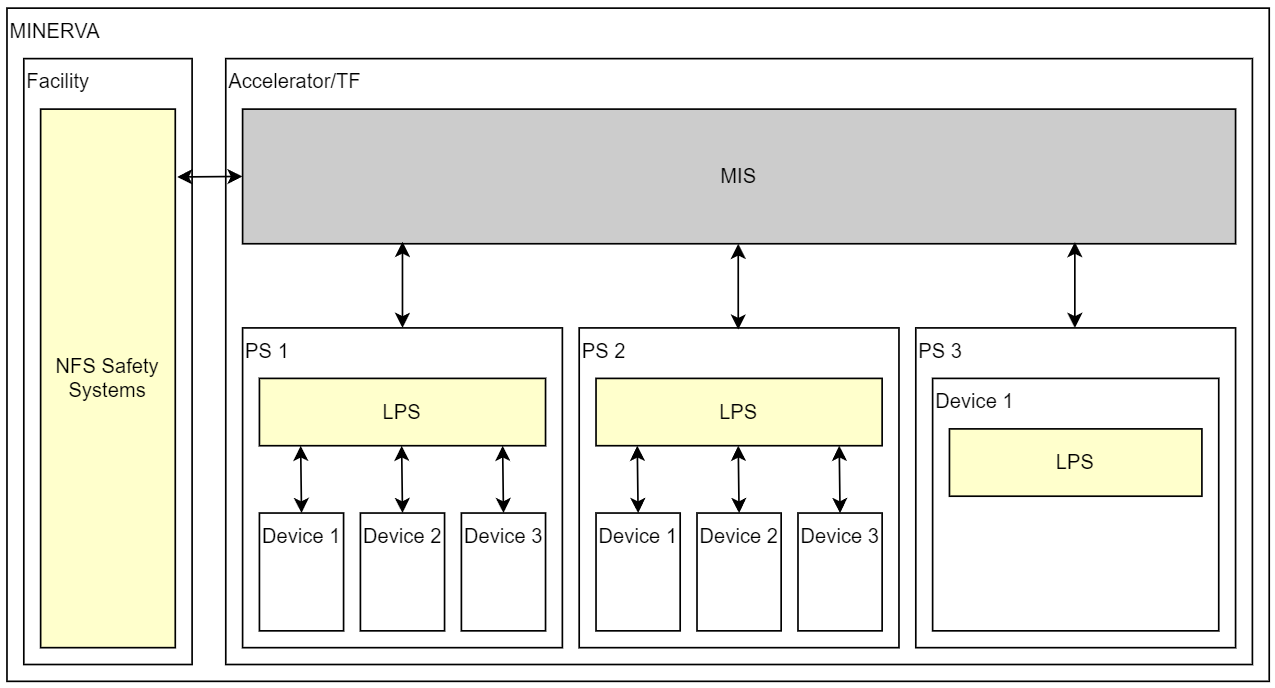 MINERVA
Facility
Accelerator/TF
MIS
NFS Safety
Systems
PS 1
LPS
Device 1
Device 2
Device 3
PS 2
LPS
Device 1
Device 2
Device 3
PS 3
Device 1
LPS